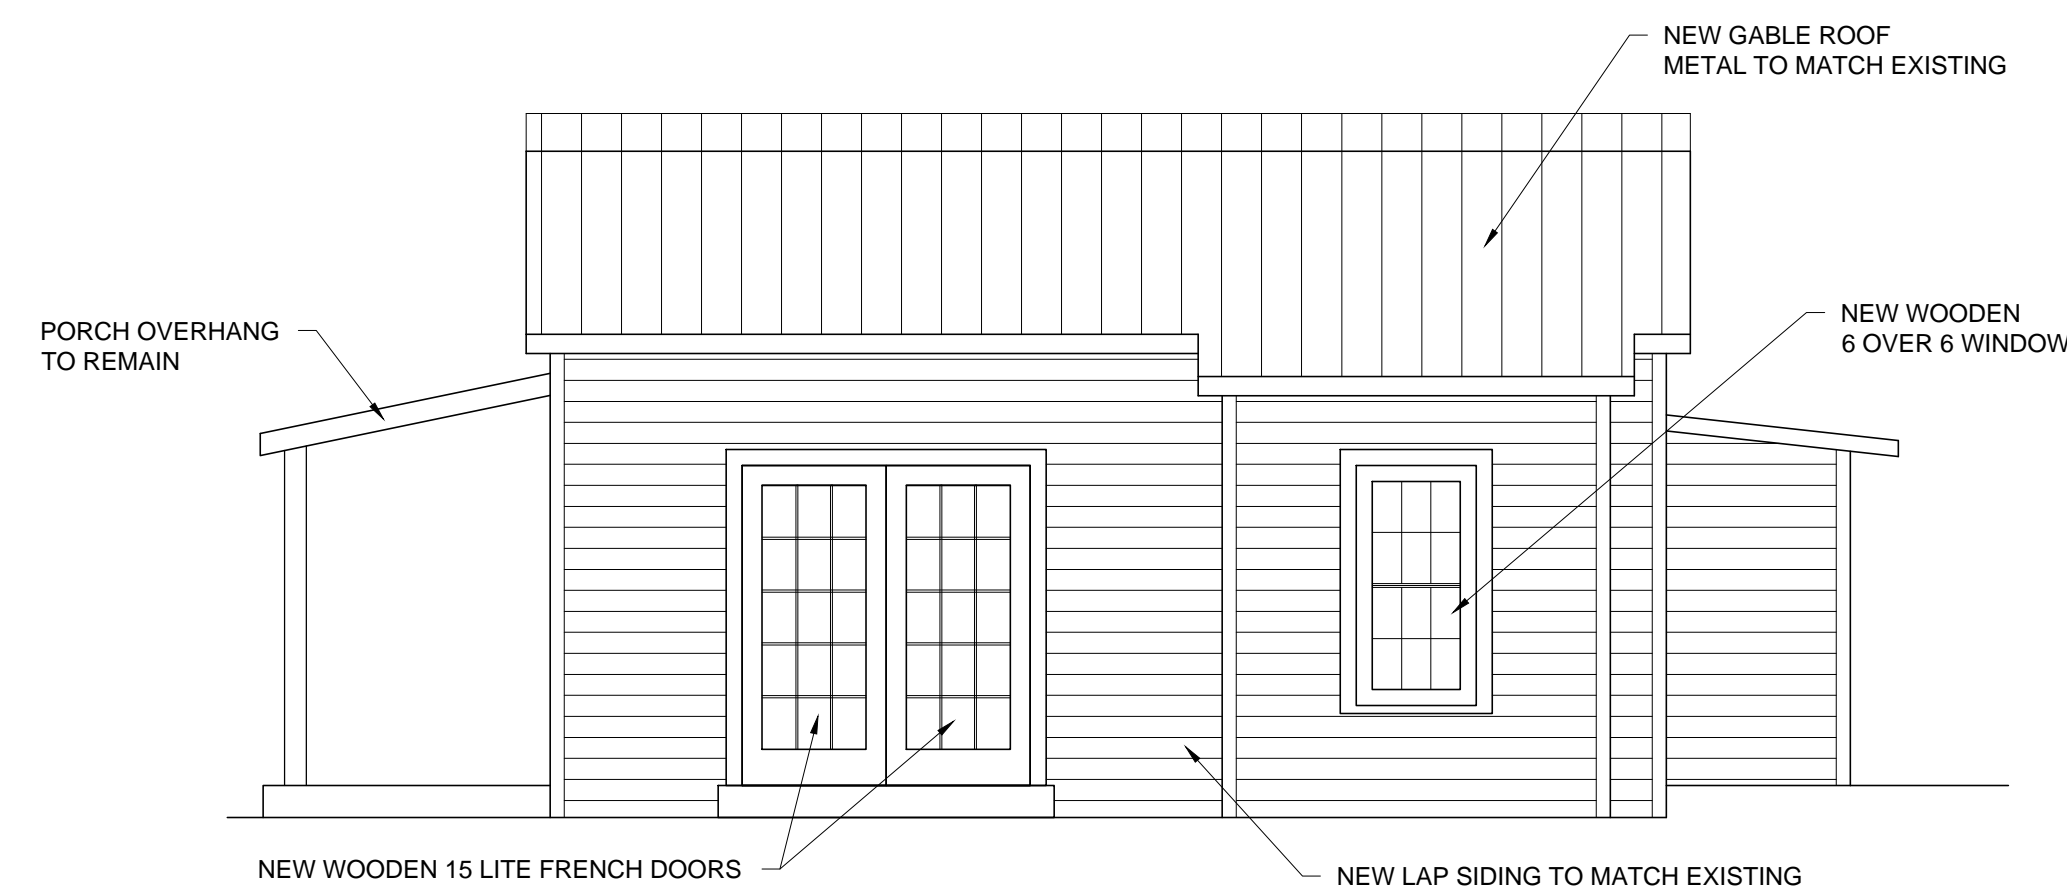 NEW GABLE ROOF
METAL TO MATCH EXISTING
PORCH OVERHANG
TO REMAIN
NEW WOODEN
6 OVER 6 WINDOW
NEW WOODEN 15 LITE FRENCH DOORS
NEW LAP SIDING TO MATCH EXISTING